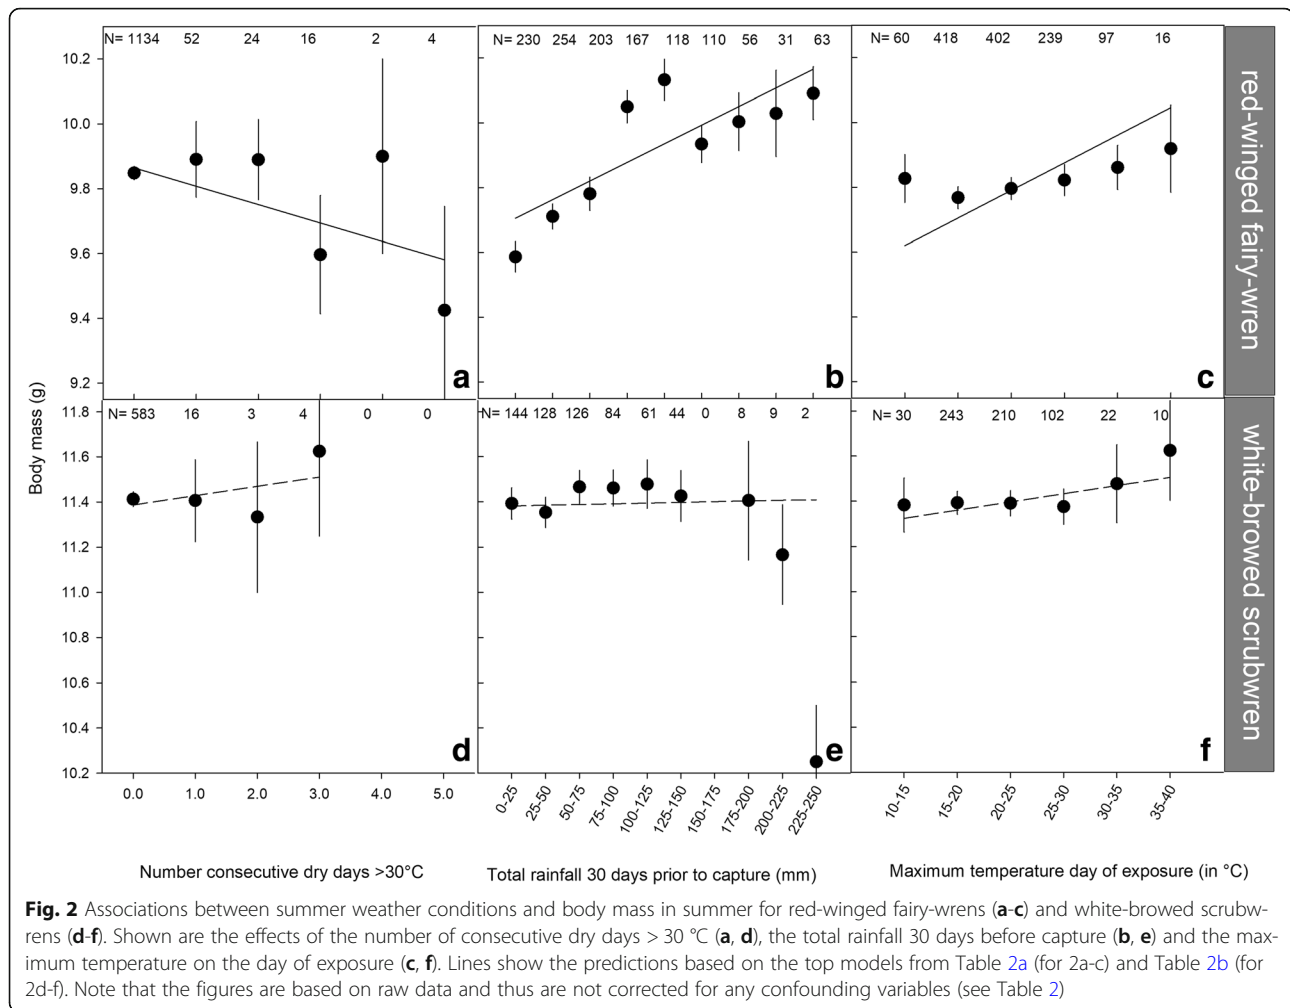 N= 1134 52 24 16 2 4
N= 230 254 203 167 118 110 56 31 63
N= 60 418 402 239 97 16
10.2
10.0
9.8
9.6
9.4
9.2
a
b
c
red-winged fairy-wren
Body mass (g)
N= 583 16 3 4 0 0
N= 144 128 126 84 61 44 0 8 9 2
N= 30 243 210 102 22 10
11.8
11.6
11.4
11.2
11.0
10.8
10.6
10.4
10.2
d
e
f
white-browed scrubwren
0.0 1.0 2.0 3.0 4.0 5.0
0-25 25-50 50-75 75-100 100-125 125-150 150-175 175-200 200-225 225-250
10-15 15-20 20-25 25-30 30-35 35-40
Number consecutive dry days >30°C
Total rainfall 30 days prior to capture (mm)
Maximum temperature day of exposure (in °C)
Fig. 2 Associations between summer weather conditions and body mass in summer for red-winged fairy-wrens (a-c) and white-browed scrubw-
rens (d-f). Shown are the effects of the number of consecutive dry days > 30 °C (a, d), the total rainfall 30 days before capture (b, e) and the max-
imum temperature on the day of exposure (c, f). Lines show the predictions based on the top models from Table 2a (for 2a-c) and Table 2b (for
2d-f). Note that the figures are based on raw data and thus are not corrected for any confounding variables (see Table 2)